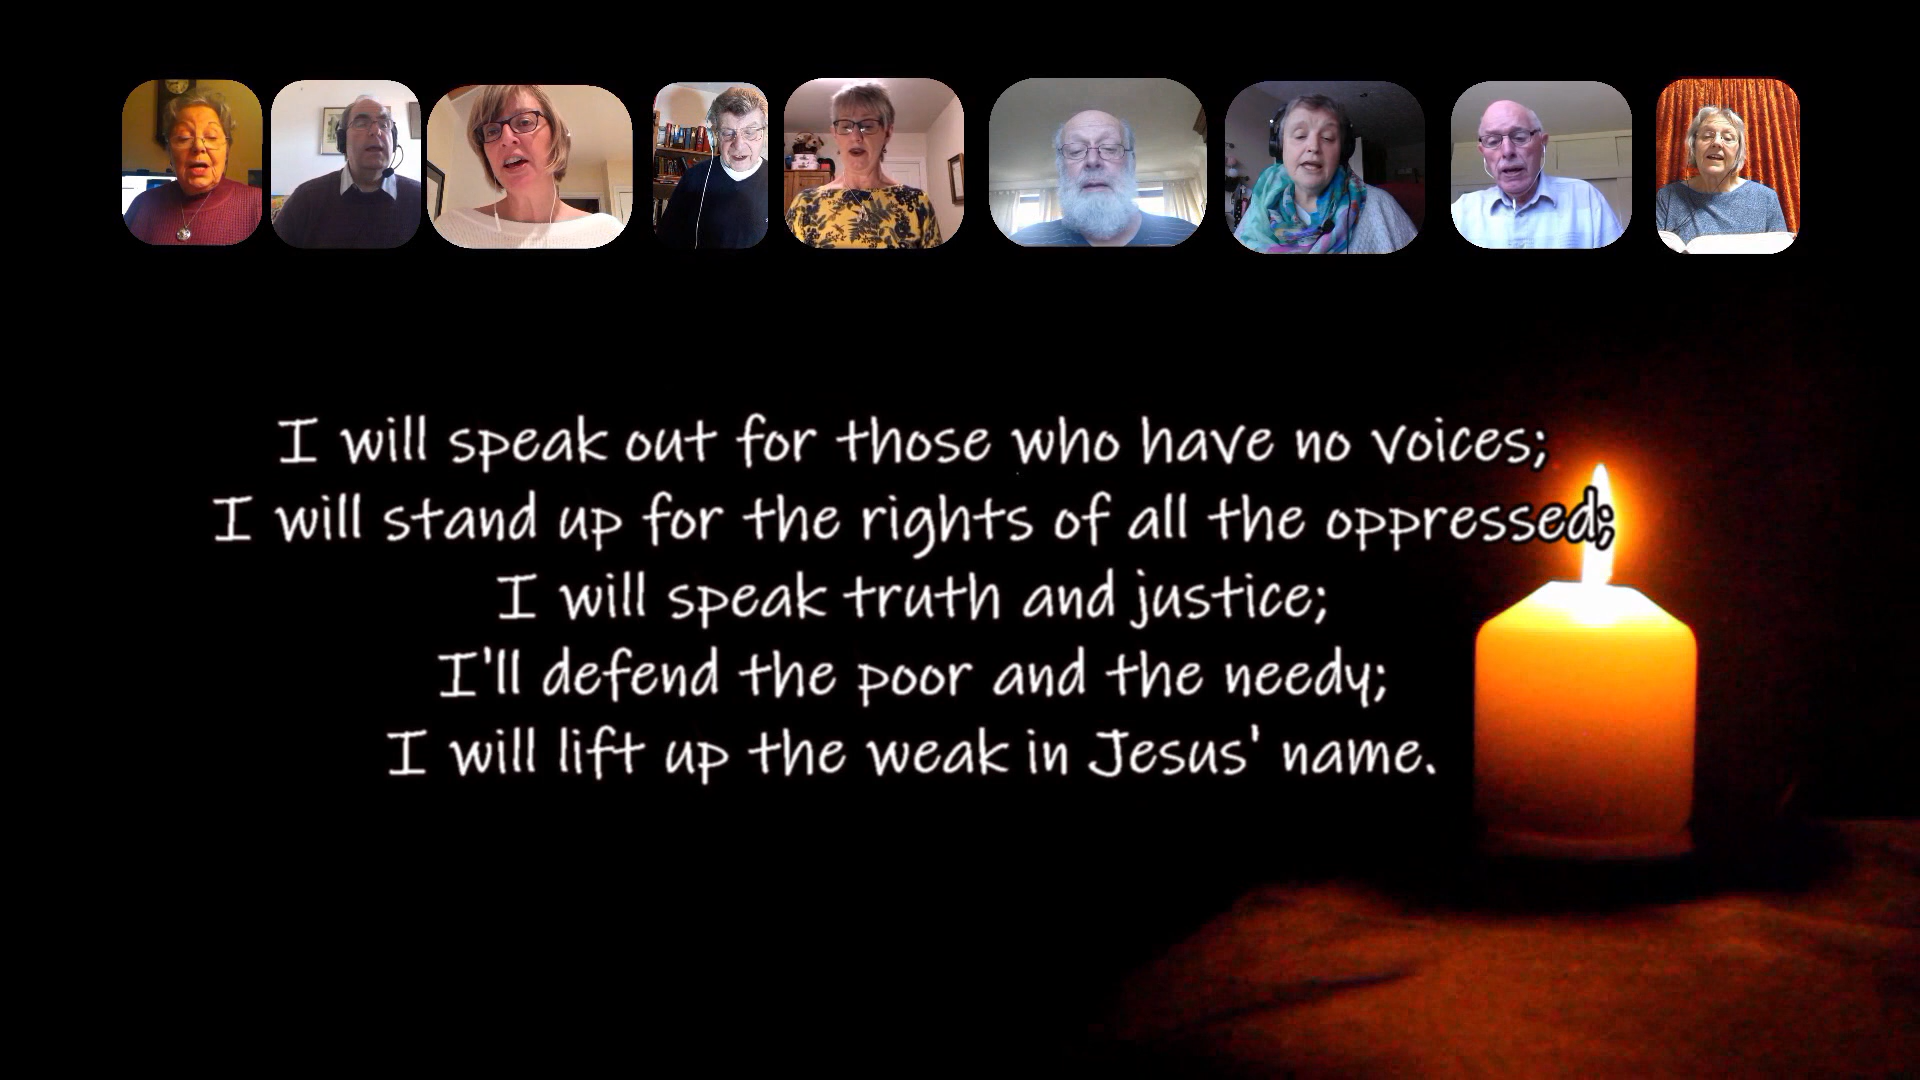 I will speak out for those who have no voices;
I will stand up for the rights of all the oppressed;
I will speak truth and justice;
I'll defend the poor and the needy;
I will lift up the weak in Jesus' name.